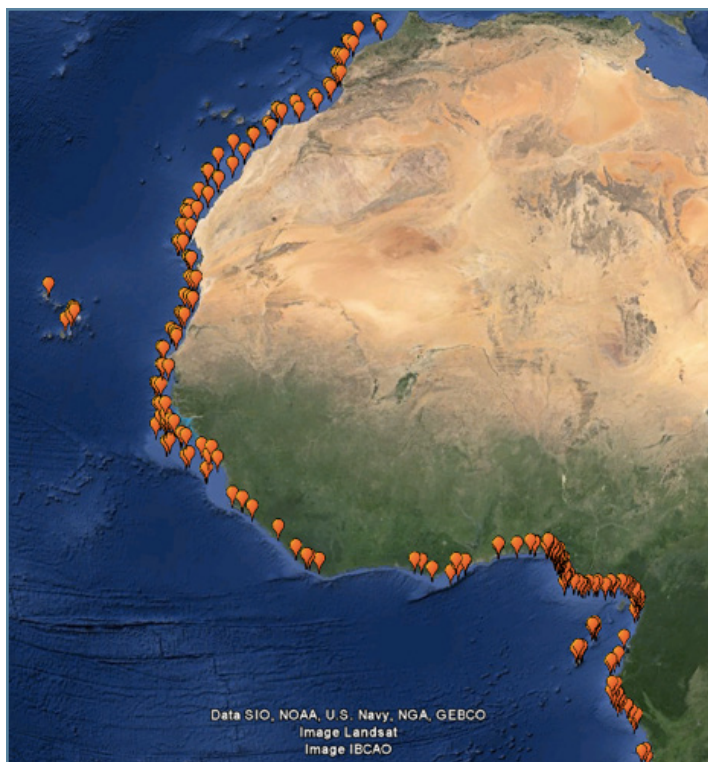 Data SIO, NOAA, U.S. Navy, NGA, GEBCO
Image Landsat
Image IBCAO